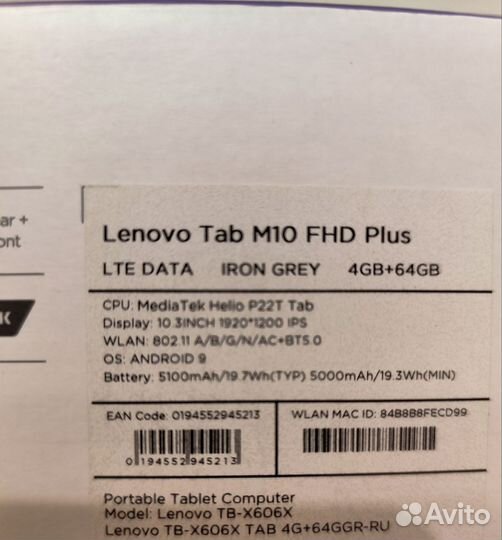 ar +
ont
K
Lenovo Tab M10 FHD Plus
LTE DATA IRON GREY 4GB+64GB
CPU: MediaTek Helio P22T Tab
Display: 10.3INCH 1920*1200 IPS
WLAN: 802.11 A/B/G/N/AC+BT5.0
OS: ANDROID 9
Battery: 5100mAh/19.7Wh(TYP) 5000mAh/19.3Wh(MIN)
EAN Code: 0194552945213
WLAN MAC ID: 84B8B8FECD99
0 194552 945213
Portable Tablet Computer
Model: Lenovo TB-X606X
Lenovo TB-X606X TAB 4G+64GGR-RU
Avito